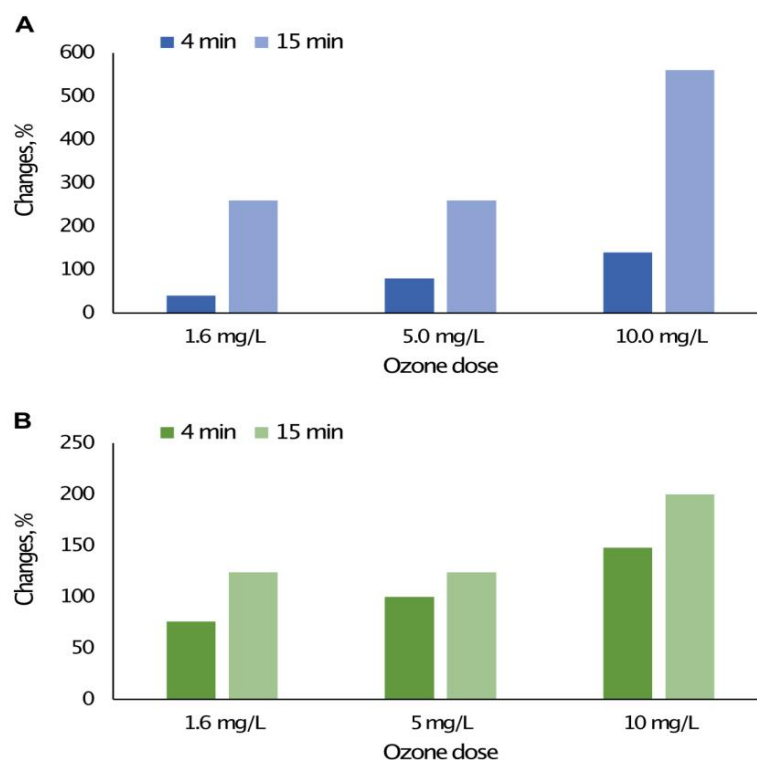 A
4 min 15 min
600
500
400
300
200
100
0
Changes, %
1.6 mg/L 5.0 mg/L 10.0 mg/L
Ozone dose
B
4 min 15 min
250
200
150
100
50
0
Changes, %
1.6 mg/L 5 mg/L 10 mg/L
Ozone dose